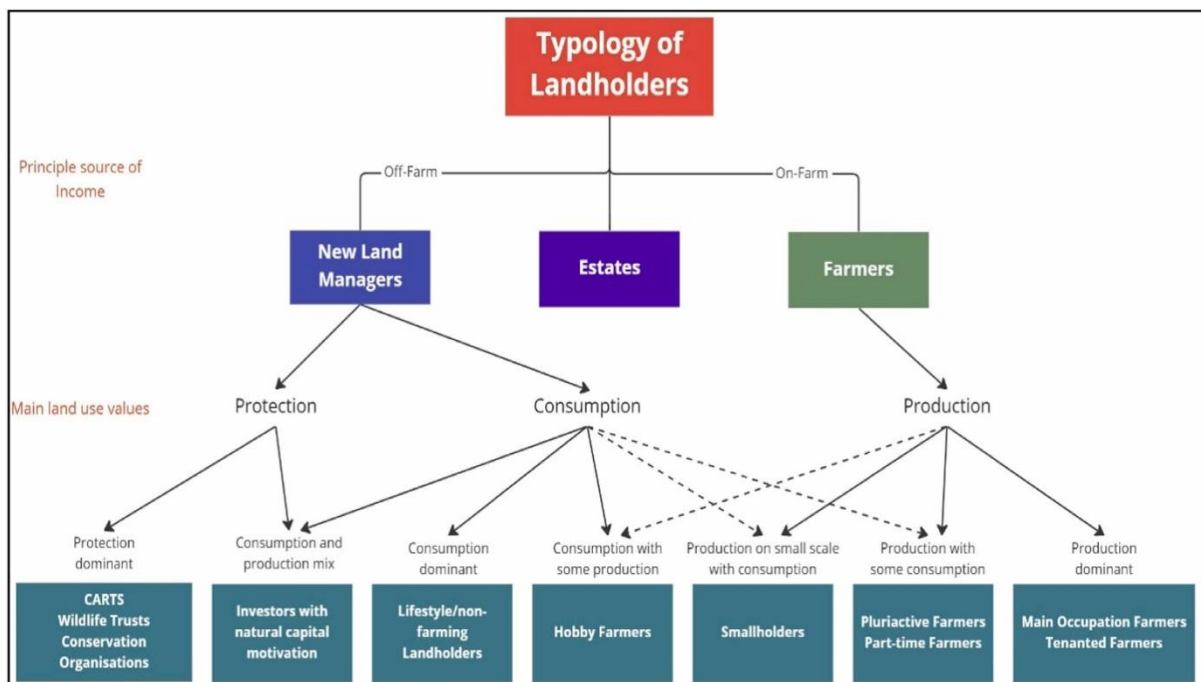 Typology of
Landholders
Principle source of
Income
Off-Farm
On-Farm
New Land
Managers
Estates
Farmers
Main land use values
Protection
Consumption
Production
Protection
dominant
Consumption and
production mix
Consumption
dominant
Consumption with
some production
Production on small scale
with consumption
Production with
some consumption
Production
dominant
CARTS
Wildlife Trusts
Conservation
Organisations
Investors with
natural capital
motivation
Lifestyle/non-
farming
Landholders
Hobby Farmers
Smallholders
Pluriactive Farmers
Part-time Farmers
Main Occupation Farmers
Tenanted Farmers